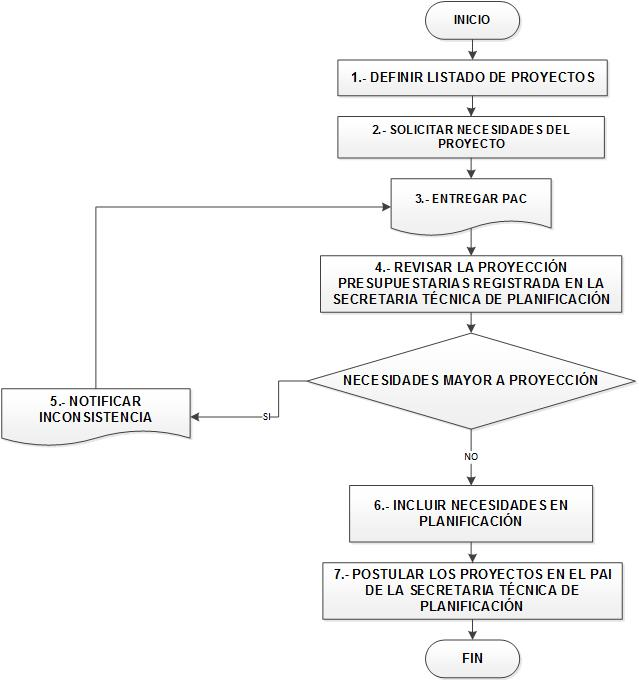 INICIO
1.- DEFINIR LISTADO DE PROYECTOS
2.- SOLICITAR NECESIDADES DEL
PROYECTO
3.- ENTREGAR PAC
4.- REVISAR LA PROYECCIÓN
PRESUPUESTARIAS REGISTRADA EN LA
SECRETARIA TÉCNICA DE PLANIFICACIÓN
NECESIDADES MAYOR A PROYECCIÓN
SI
5.- NOTIFICAR
INCONSISTENCIA
NO
6.- INCLUIR NECESIDADES EN
PLANIFICACIÓN
7.- POSTULAR LOS PROYECTOS EN EL PAI
DE LA SECRETARIA TÉCNICA DE
PLANIFICACIÓN
FIN